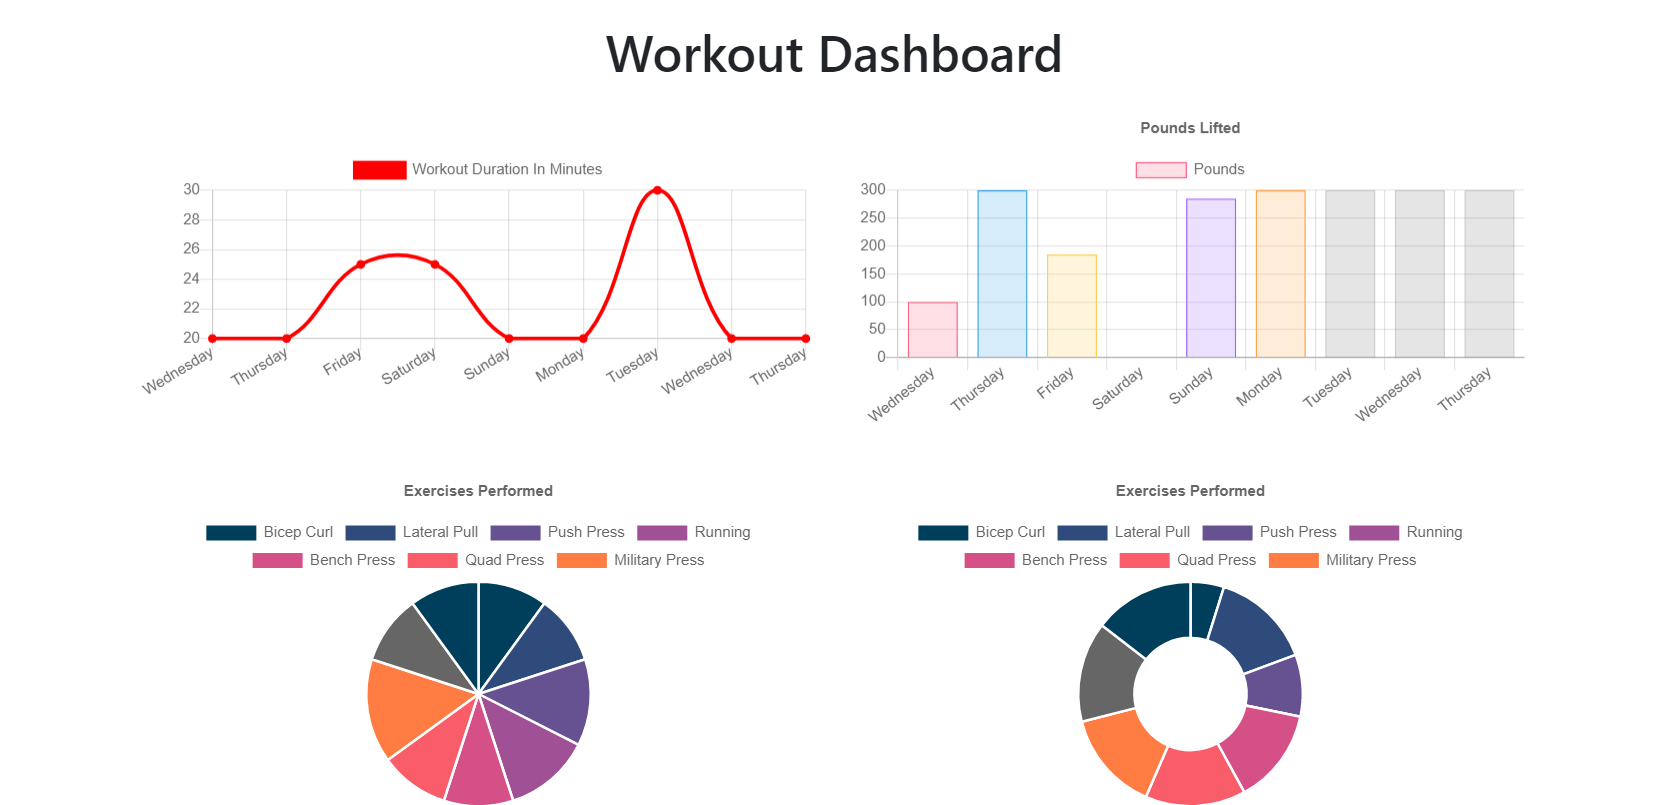 Workout Dashboard
Workout Duration In Minutes
30
28
26
24
22
20
Wednesday Thursday Friday Saturday Sunday Monday Tuesday Wednesday Thursday
Pounds Lifted
Pounds
300
250
200
150
100
50
0
Wednesday Thursday Friday Saturday Sunday Monday Tuesday Wednesday Thursday
Exercises Performed
Bicep Curl Lateral Pull Push Press Running
Bench Press Quad Press Military Press
Exercises Performed
Bicep Curl Lateral Pull Push Press Running
Bench Press Quad Press Military Press